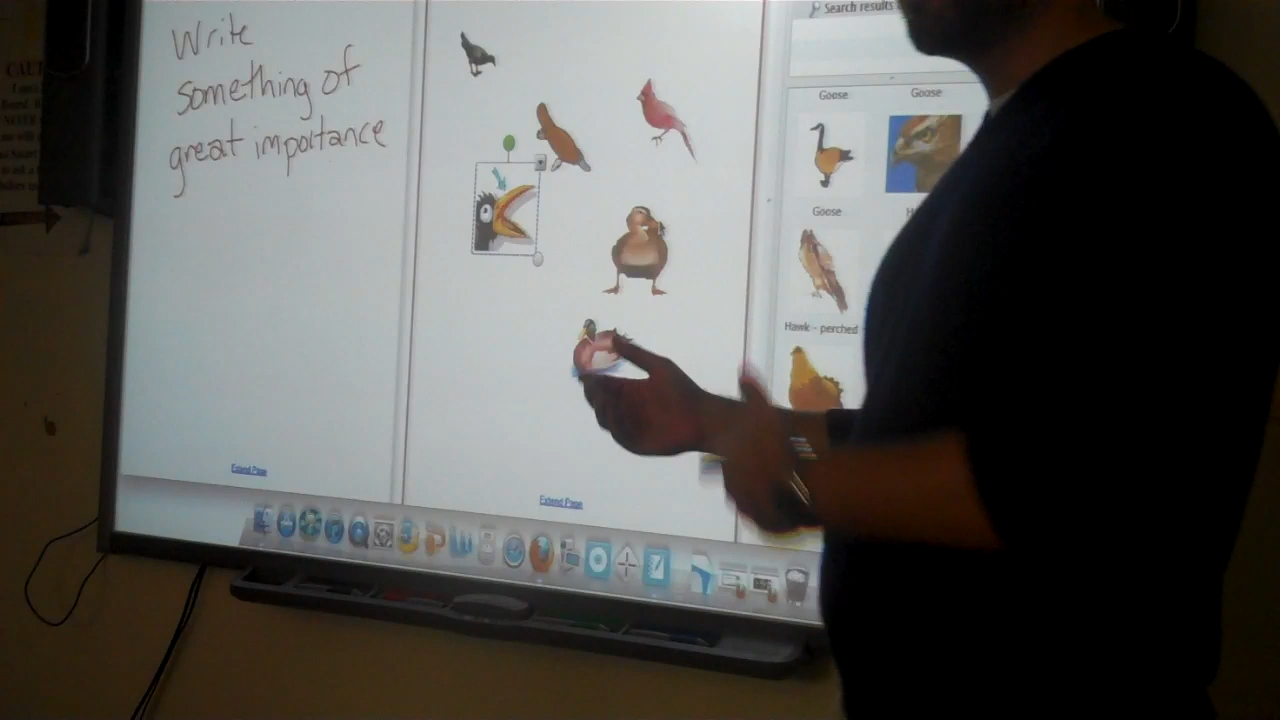 Write
something of
great importance
Search results
Goose
Goose
Goose
Hawk - perched
Extend Page
Extend Page